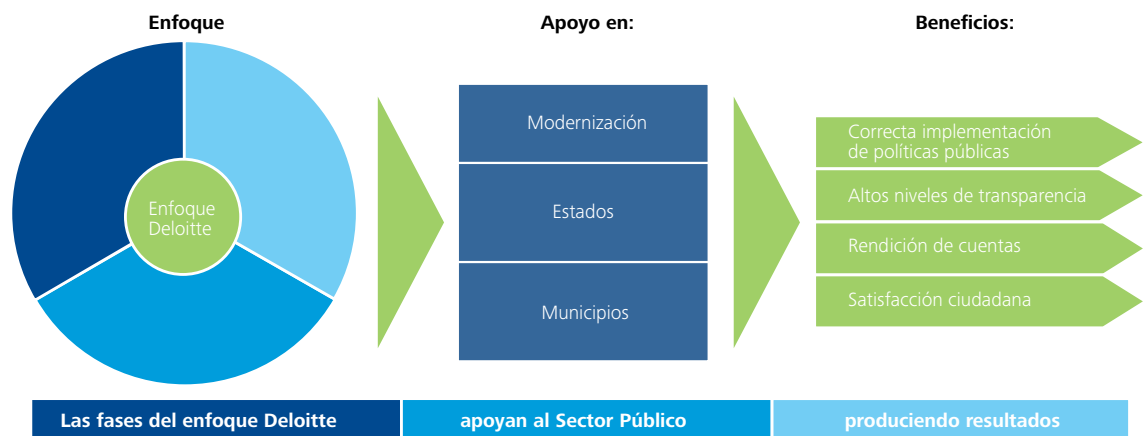 Enfoque
Apoyo en:
Beneficios:
Enfoque
Deloitte
Modernización
Estados
Municipios
Correcta implementación
de políticas públicas
Altos niveles de transparencia
Rendición de cuentas
Satisfacción ciudadana
Las fases del enfoque Deloitte
apoyan al Sector Público
produciendo resultados